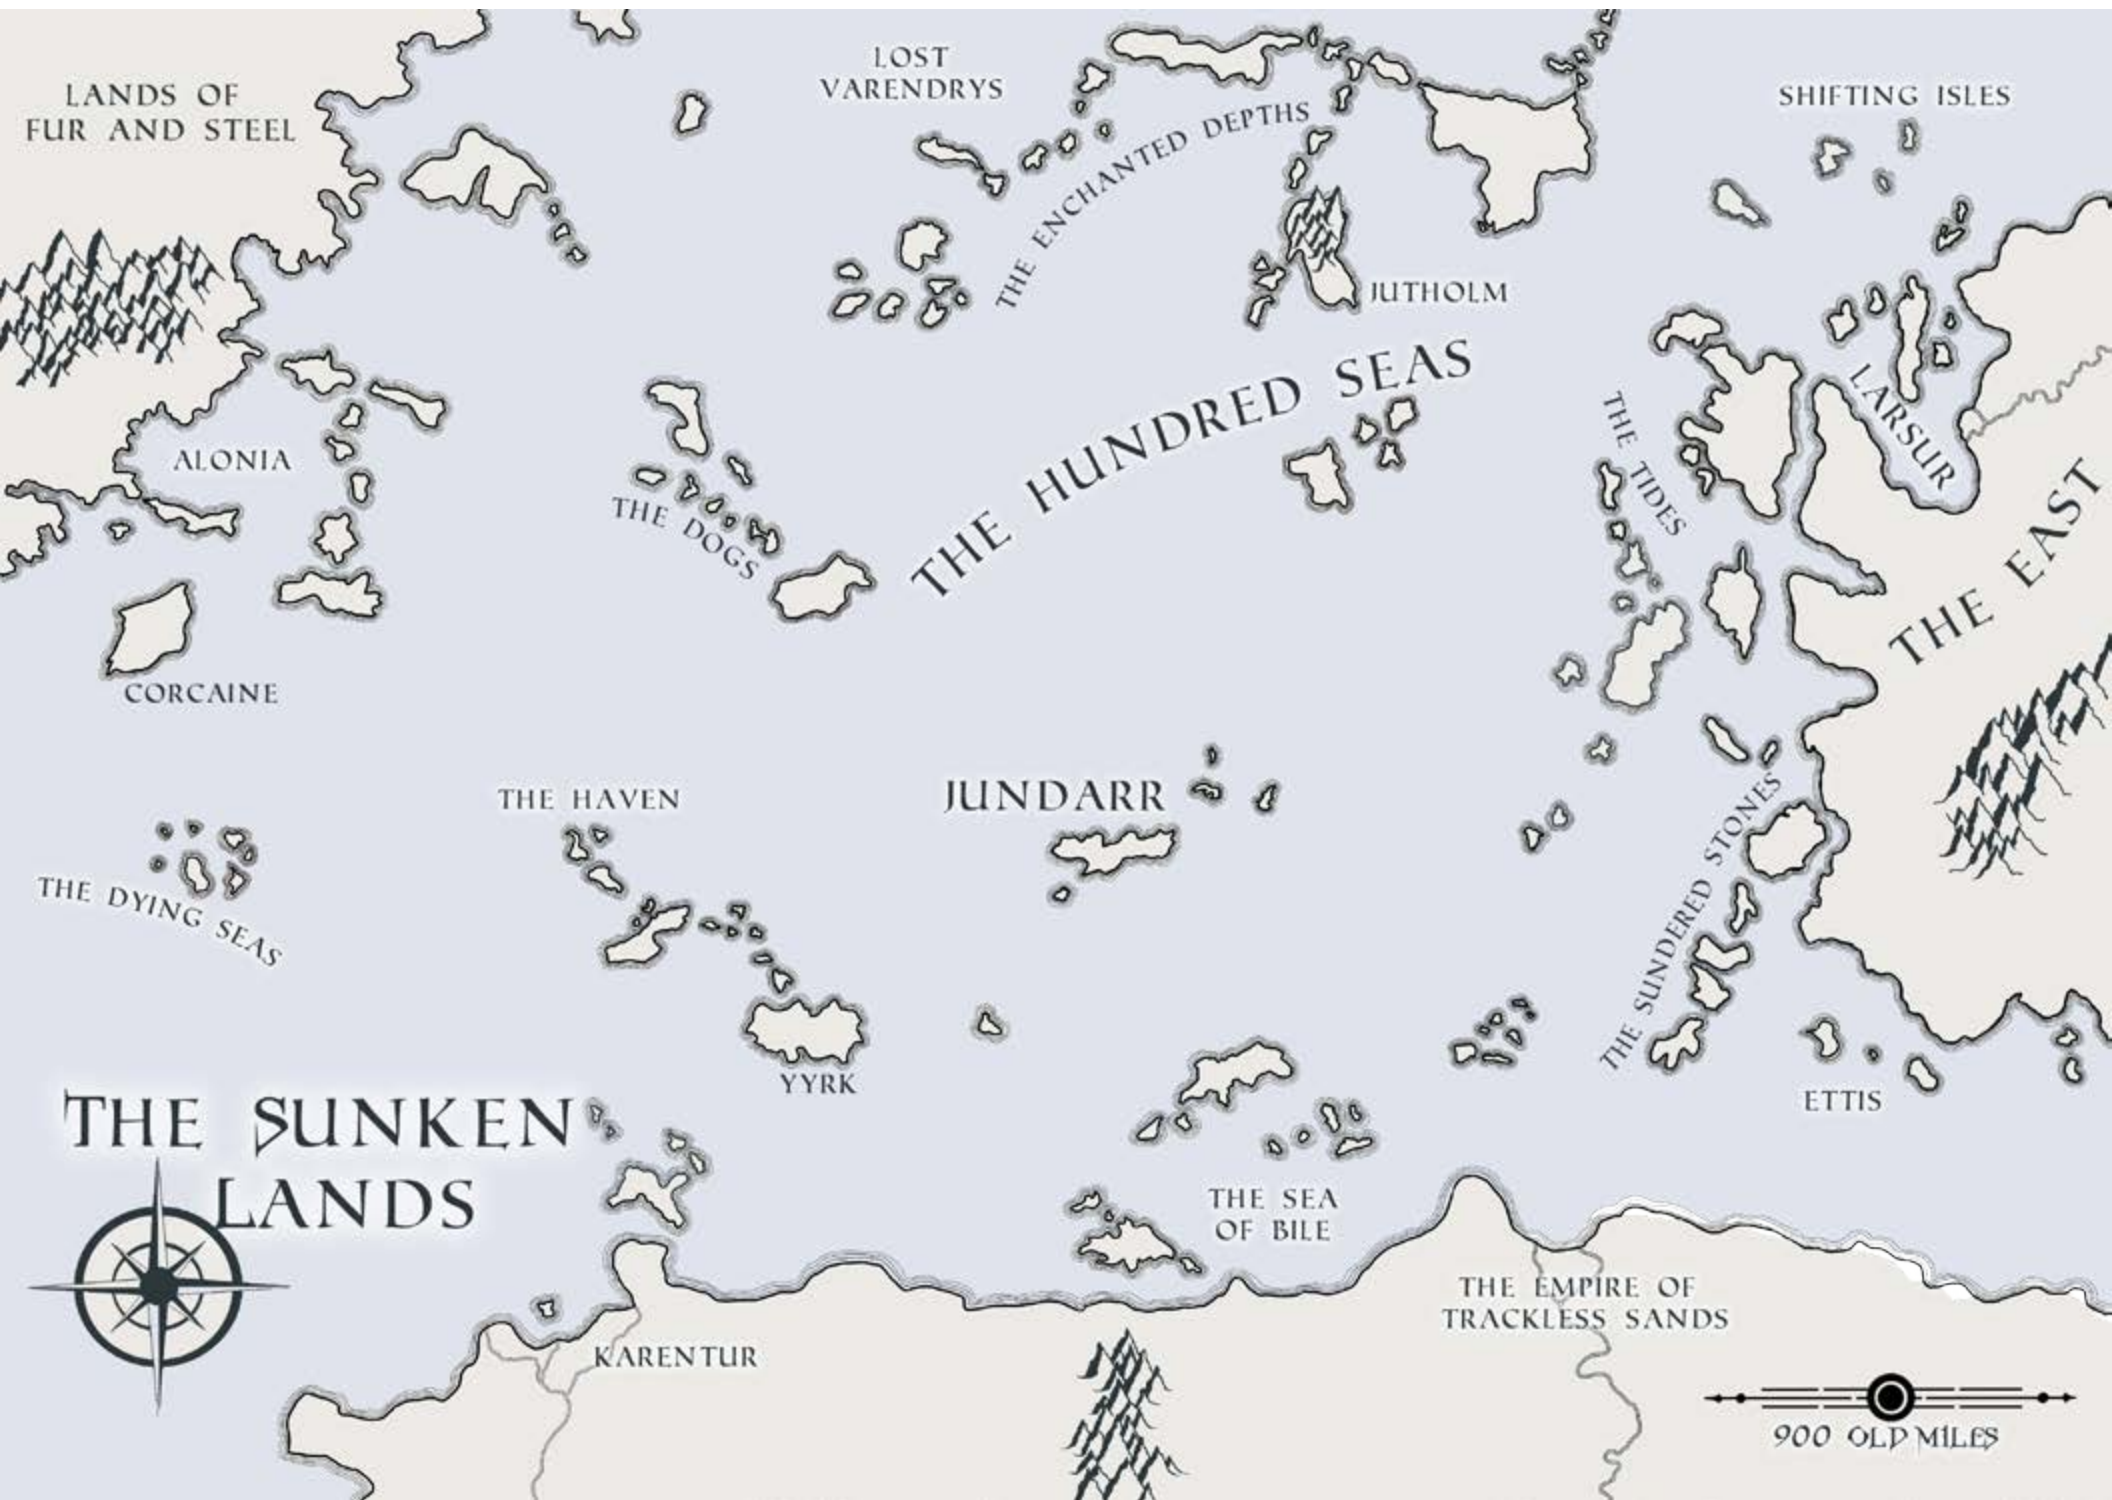 LOST
VARENDRYS
LANDS OF
FUR AND STEEL
SHIFTING ISLES
THE ENCHANTED DEPTHS
JUTHOLM
THE HUNDRED SEAS
LARSUR
THE TIDES
ALONIA
THE DOGS
THE EAST
CORCAINE
THE HAVEN
JUNDARR
THE SUNDERED STONES
THE DYING SEAS
YYRK
ETTIS
THE SUNKEN
LANDS
THE SEA
OF BILE
THE EMPIRE OF
TRACKLESS SANDS
KARENTUR
900 OLD MILES